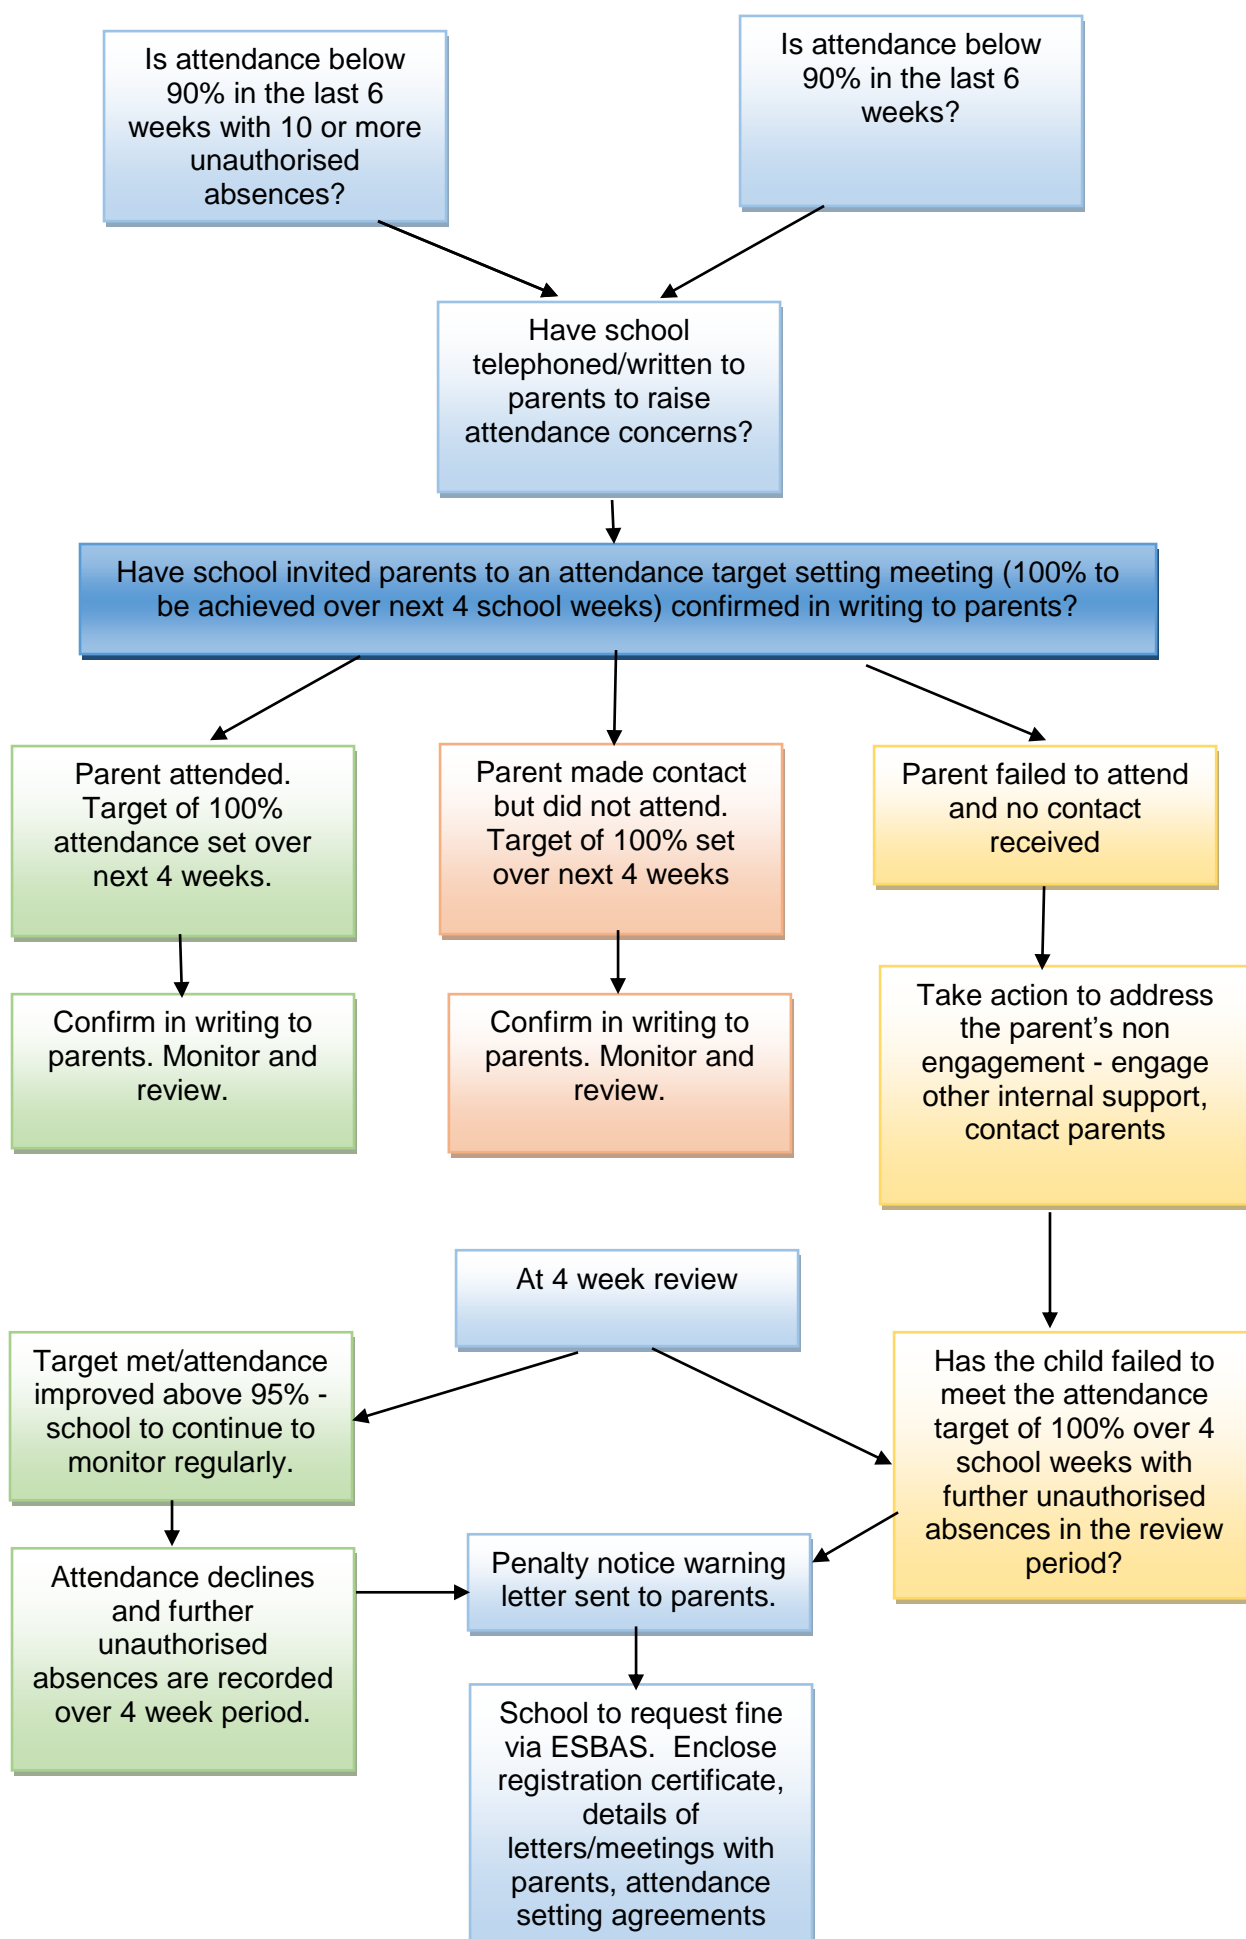 Is attendance below
90% in the last 6
weeks with 10 or more
unauthorised
absences?
Is attendance below
90% in the last 6
weeks?
Have school
telephoned/written to
parents to raise
attendance concerns?
Have school invited parents to an attendance target setting meeting (100% to
be achieved over next 4 school weeks) confirmed in writing to parents?
Parent attended.
Target of 100%
attendance set over
next 4 weeks.
Parent made contact
but did not attend.
Target of 100% set
over next 4 weeks
Parent failed to attend
and no contact
received
Confirm in writing to
parents. Monitor and
review.
Confirm in writing to
parents. Monitor and
review.
Take action to address
the parent’s non
engagement - engage
other internal support,
contact parents
At 4 week review
Target met/attendance
improved above 95% -
school to continue to
monitor regularly.
Has the child failed to
meet the attendance
target of 100% over 4
school weeks with
further unauthorised
absences in the review
period?
Attendance declines
and further
unauthorised
absences are recorded
over 4 week period.
Penalty notice warning
letter sent to parents.
School to request fine
via ESBAS.  Enclose
registration certificate,
details of
letters/meetings with
parents, attendance
setting agreements